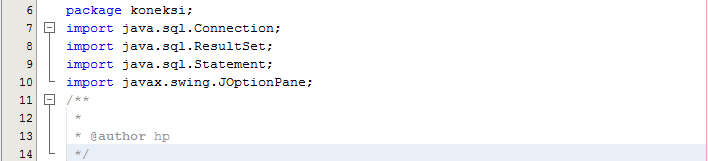 6 package koneksi;
7 import java.sql.Connection;
8 import java.sql.ResultSet;
9 import java.sql.Statement;
10 import javax.swing.JOptionPane;
11 /**
12 *
13 * @author hp
14 */